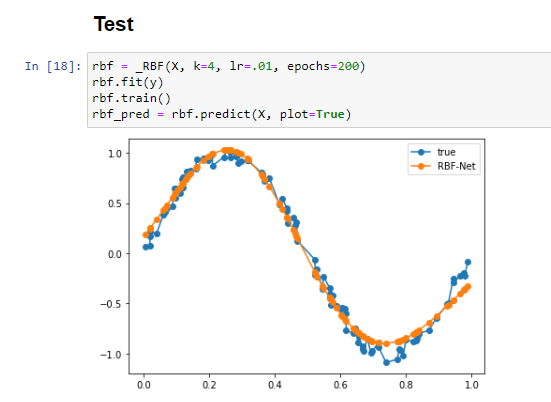 Test
In [18]: rbf = _RBF(X, k=4, lr=.01, epochs=200)
rbf.fit(y)
rbf.train()
rbf_pred = rbf.predict(X, plot=True)
true
RBF-Net
1.0
0.5
0.0
−0.5
−1.0
0.0 0.2 0.4 0.6 0.8 1.0